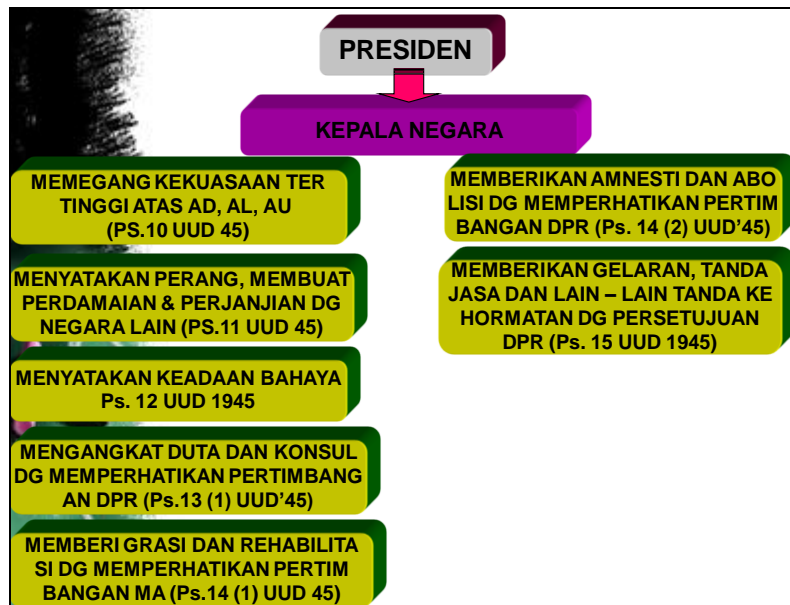 PRESIDEN
KEPALA NEGARA
MEMEGANG KEKUASAAN TER
TINGGI ATAS AD, AL, AU
(PS.10 UUD 45)
MENYATAKAN PERANG, MEMBUAT
PERDAMAIAN & PERJANJIAN DG
NEGARA LAIN (PS.11 UUD 45)
MENYATAKAN KEADAAN BAHAYA
Ps. 12 UUD 1945
MENGANGKAT DUTA DAN KONSUL
DG MEMPERHATIKAN PERTIMBANG
AN DPR (Ps.13 (1) UUD’45)
MEMBERI GRASI DAN REHABILITA
SI DG MEMPERHATIKAN PERTIM
BANGAN MA (Ps.14 (1) UUD 45)
MEMBERIKAN AMNESTI DAN ABO
LISI DG MEMPERHATIKAN PERTIM
BANGAN DPR (Ps. 14 (2) UUD’45)
MEMBERIKAN GELARAN, TANDA
JASA DAN LAIN – LAIN TANDA KE
HORMATAN DG PERSETUJUAN
DPR (Ps. 15 UUD 1945)